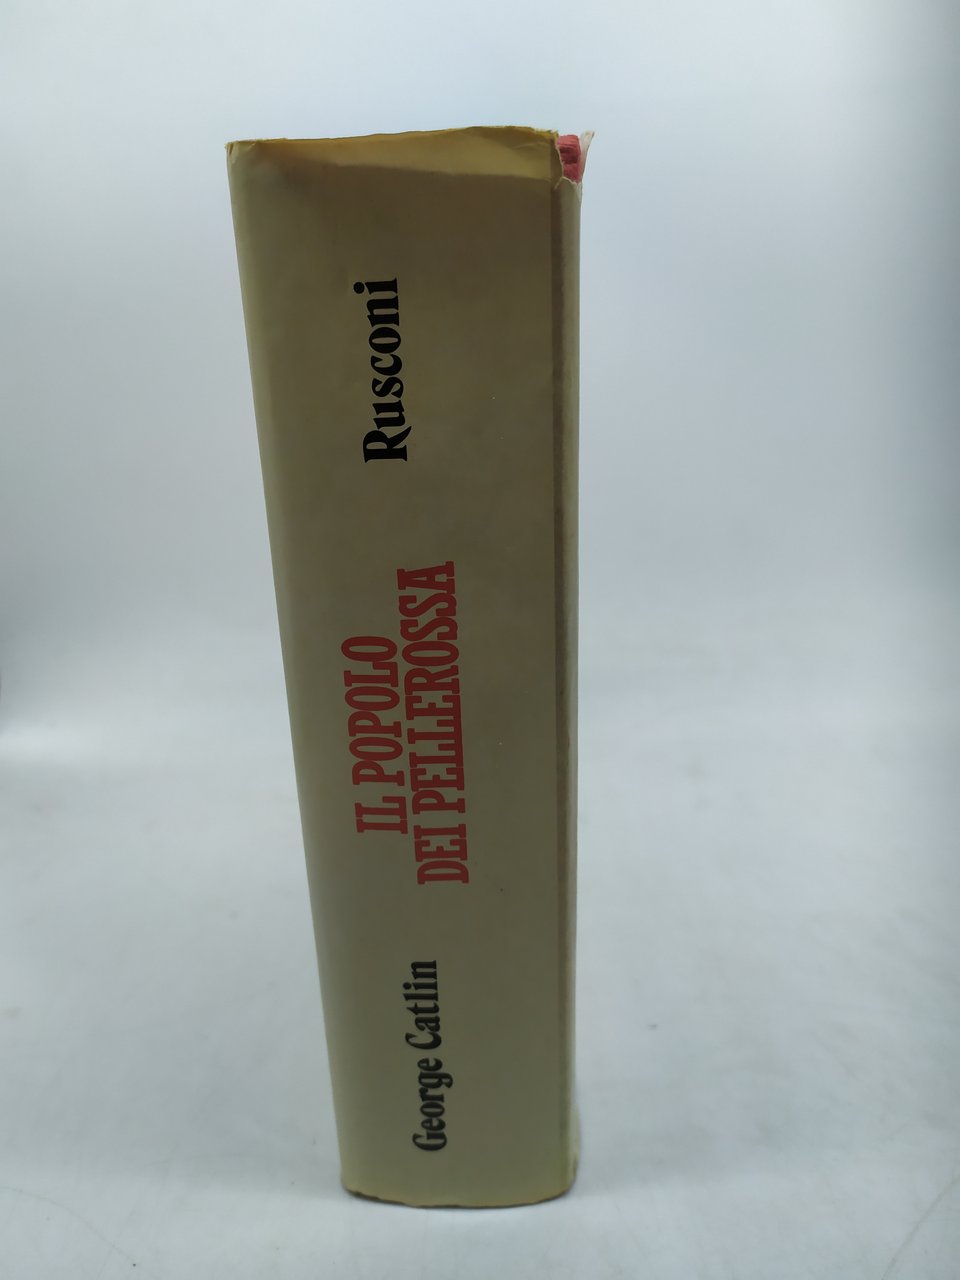 George Catlin
IL POPOLO
DEI PELLEROSSA
Rusconi